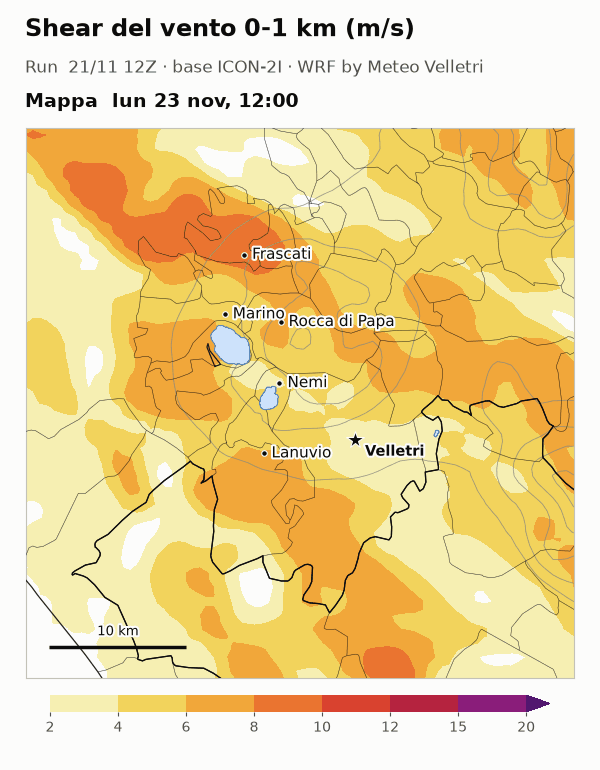 Shear del vento 0-1 km (m/s)
Run  21/11 12Z · base ICON-2I · WRF by Meteo Velletri
Mappa  lun 23 nov, 12:00
Frascati
Marino
Rocca di Papa
Nemi
Velletri
Lanuvio
10 km
2 4 6 8 10 12 15 20